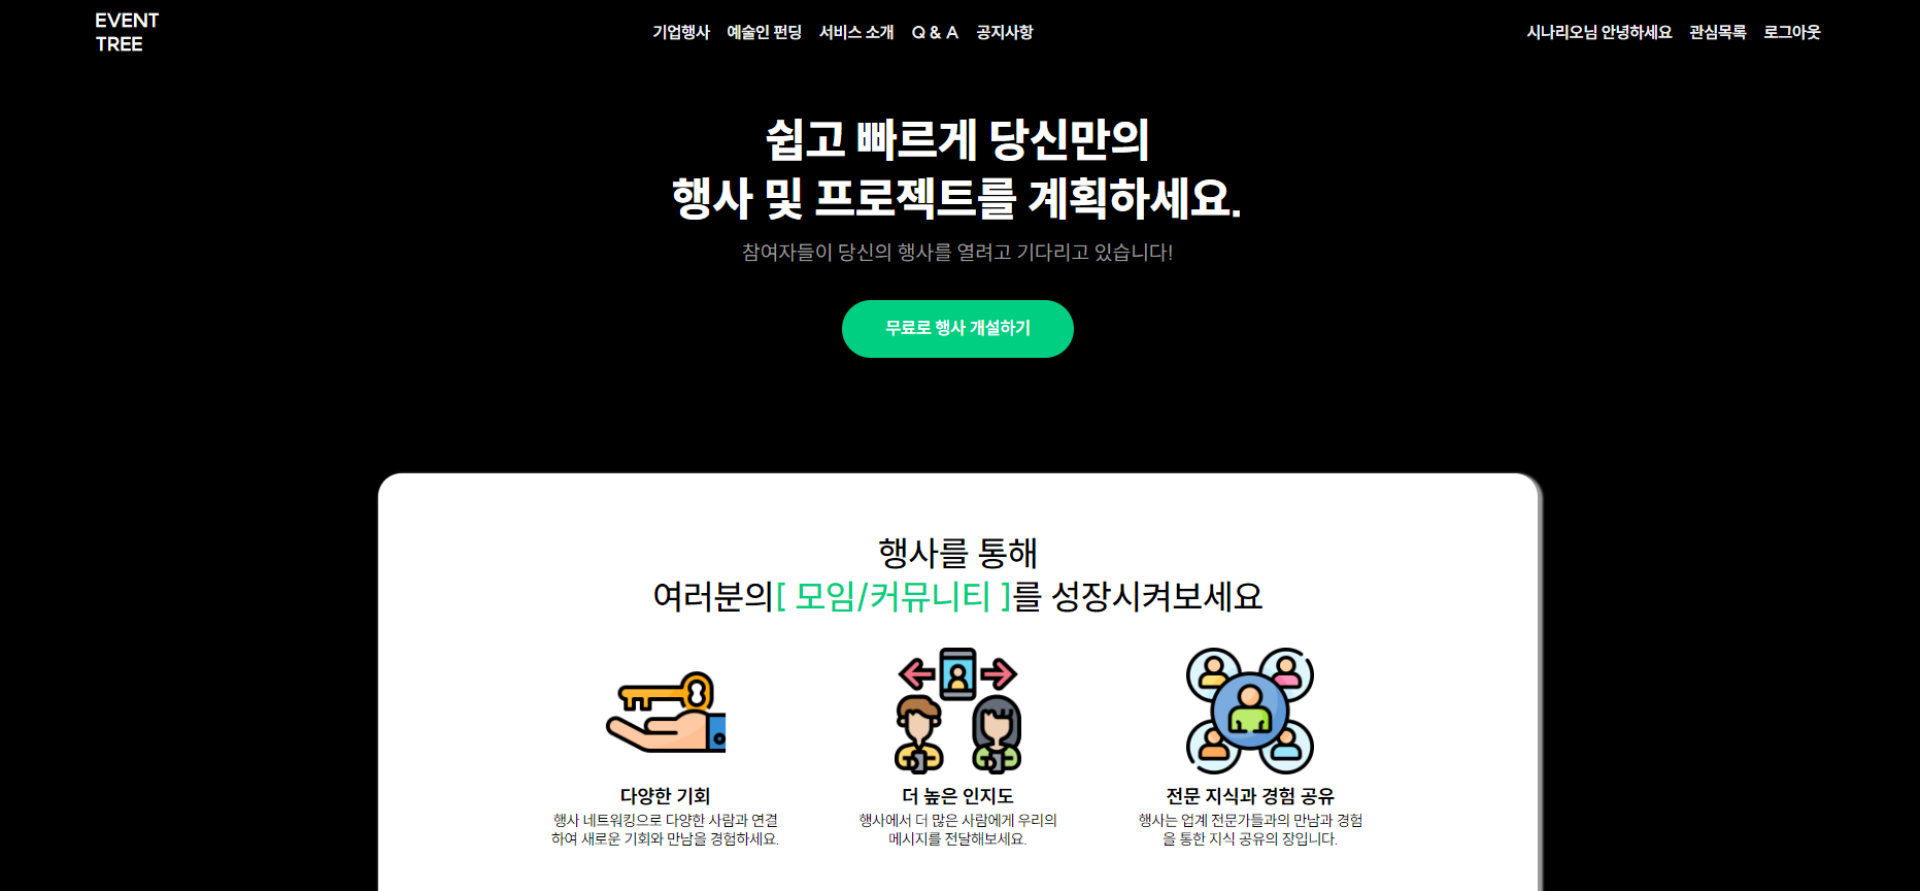 EVENT
TREE
기업행사 예술인 펀딩 서비스 소개 Q & A 공지사항
시나리오님 안녕하세요 관심목록 로그아웃
쉽고 빠르게 당신만의
행사 및 프로젝트를 계획하세요.
참여자들이 당신의 행사를 열려고 기다리고 있습니다!
무료로 행사 개설하기
행사를 통해
여러분의[ 모임/커뮤니티 ]를 성장시켜보세요
다양한 기회
행사 네트워킹으로 다양한 사람과 연결
하여 새로운 기회와 만남을 경험하세요.
더 높은 인지도
행사에서 더 많은 사람에게 우리의
메시지를 전달해보세요.
전문 지식과 경험 공유
행사는 업계 전문가들과의 만남과 경험
을 통한 지식 공유의 장입니다.